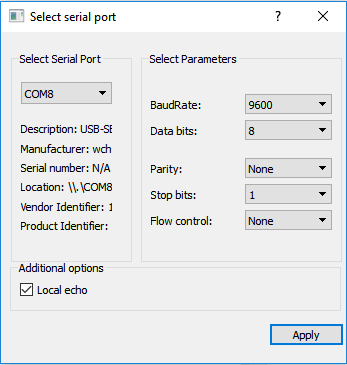 Select serial port
Select Serial Port
COM8
Description: USB-SE
Manufacturer: wch
Serial number: N/A
Location: \\.\COM8
Vendor Identifier: 1
Product Identifier:
Select Parameters
BaudRate: 9600
Data bits: 8
Parity: None
Stop bits: 1
Flow control: None
Additional options
Local echo
Apply